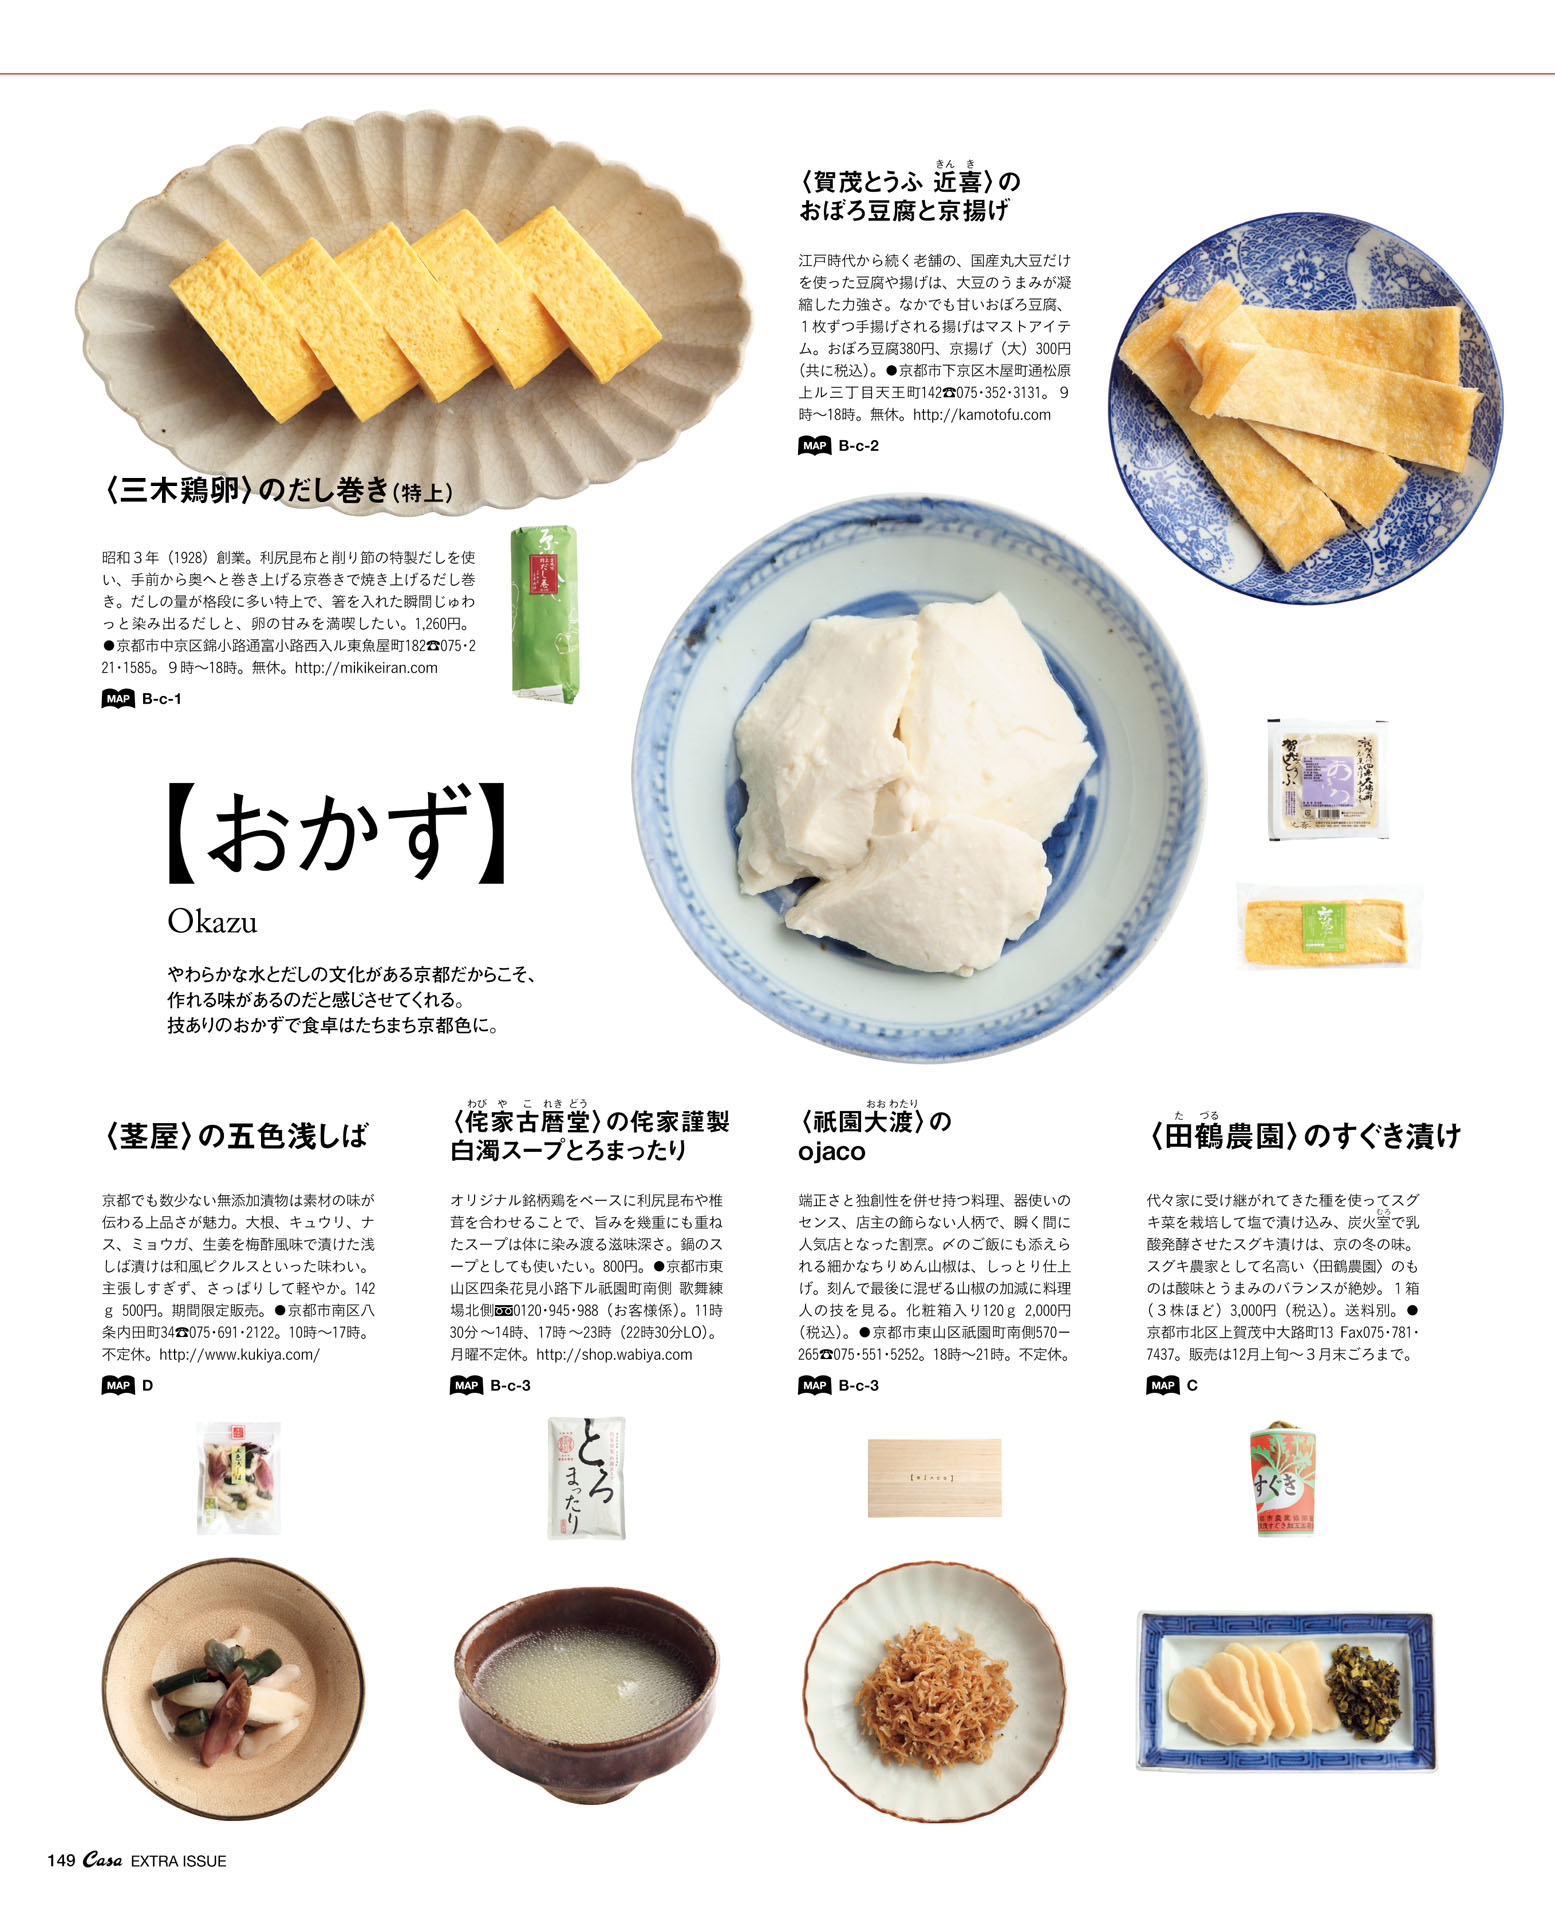 〈三木鶏卵〉のだし巻き(特上)
昭和３年（1928）創業。利尻昆布と削り節の特製だしを使
い、手前から奥へと巻き上げる京巻きで焼き上げるだし巻
き。だしの量が格段に多い特上で、箸を入れた瞬間じゅわ
っと染み出るだしと、卵の甘みを満喫したい。1,260円。
●京都市中京区錦小路通富小路西入ル東魚屋町182☎075･2
21･1585。９時〜18時。無休。http://mikikeiran.com
MAP B-c-1
きん き
〈賀茂とうふ 近喜〉の
おぼろ豆腐と京揚げ
江戸時代から続く老舗の、国産丸大豆だけ
を使った豆腐や揚げは、大豆のうまみが凝
縮した力強さ。なかでも甘いおぼろ豆腐、
１枚ずつ手揚げされる揚げはマストアイテ
ム。おぼろ豆腐380円、京揚げ（大）300円
（共に税込）。●京都市下京区木屋町通松原
上ル三丁目天王町142☎075･352･3131。９
時〜18時。無休。http://kamotofu.com
MAP B-c-2
【おかず】
Okazu
やわらかな水とだしの文化がある京都だからこそ、
作れる味があるのだと感じさせてくれる。
技ありのおかずで食卓はたちまち京都色に。
〈茎屋〉の五色浅しば
京都でも数少ない無添加漬物は素材の味が
伝わる上品さが魅力。大根、キュウリ、ナ
ス、ミョウガ、生姜を梅酢風味で漬けた浅
しば漬けは和風ピクルスといった味わい。
主張しすぎず、さっぱりして軽やか。142
ｇ 500円。期間限定販売。●京都市南区八
条内田町34☎075･691･2122。10時〜17時。
不定休。http://www.kukiya.com/
MAP D
わび や こ れき どう
〈侘家古暦堂〉の侘家謹製
白濁スープとろまったり
オリジナル銘柄鶏をベースに利尻昆布や椎
茸を合わせることで、旨みを幾重にも重ね
たスープは体に染み渡る滋味深さ。鍋のス
ープとしても使いたい。800円。●京都市東
山区四条花見小路下ル祇園町南側 歌舞練
場北側0120･945･988（お客様係）。11時
30分〜14時、17時〜23時（22時30分LO）。
月曜不定休。http://shop.wabiya.com
MAP B-c-3
おお わたり
〈祇園大渡〉の
ojaco
端正さと独創性を併せ持つ料理、器使いの
センス、店主の飾らない人柄で、瞬く間に
人気店となった割烹。〆のご飯にも添えら
れる細かなちりめん山椒は、しっとり仕上
げ。刻んで最後に混ぜる山椒の加減に料理
人の技を見る。化粧箱入り120ｇ 2,000円
（税込）。●京都市東山区祇園町南側570－
265☎075･551･5252。18時〜21時。不定休。
MAP B-c-3
た づる
〈田鶴農園〉のすぐき漬け
代々家に受け継がれてきた種を使ってスグ
むろ
キ菜を栽培して塩で漬け込み、炭火室で乳
酸発酵させたスグキ漬けは、京の冬の味。
スグキ農家として名高い〈田鶴農園〉のも
のは酸味とうまみのバランスが絶妙。１箱
（３株ほど）3,000円（税込）。送料別。●
京都市北区上賀茂中大路町13 Fax075･781･
7437。販売は12月上旬〜３月末ごろまで。
MAP C
とろ
まったり
すぐき
149 Casa EXTRA ISSUE